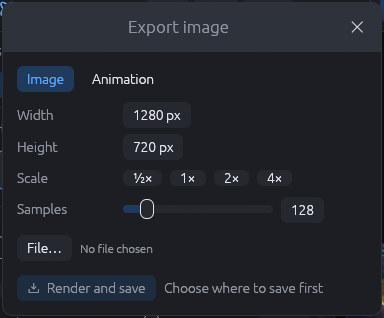 Export image
Image Animation
Width 1280 px
Height 720 px
Scale ½× 1× 2× 4×
Samples 128
File... No file chosen
Render and save Choose where to save first